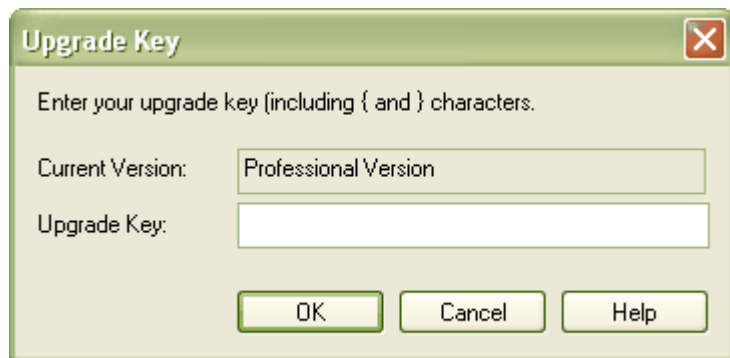 Upgrade Key
Enter your upgrade key (including { and } characters.
Current Version: Professional Version
Upgrade Key:
OK Cancel Help